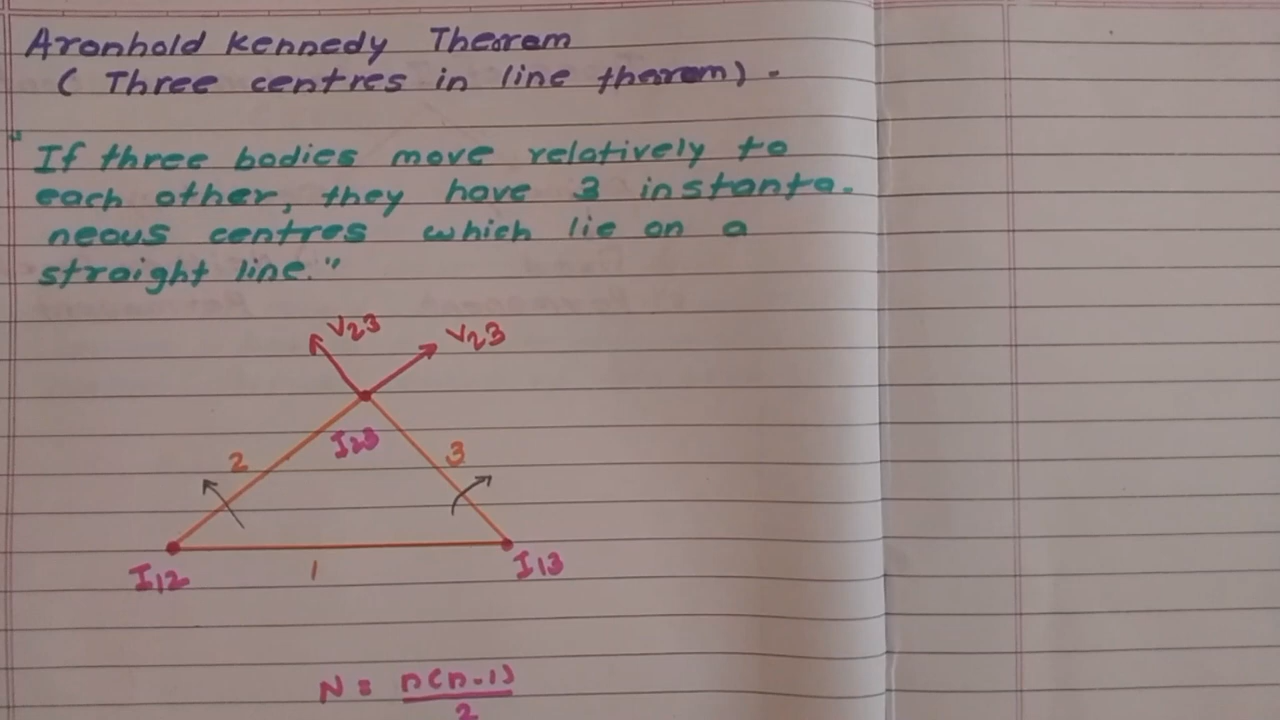 Aronhold Kennedy Theorem
( Three centres in line therom) .
"If three bodies move relatively to
each other, they have 3 instanta-
neous centres which lie on a
straight line."
V23 V23
I23
2 3
I12 1 I13
N = n(n-1)
2